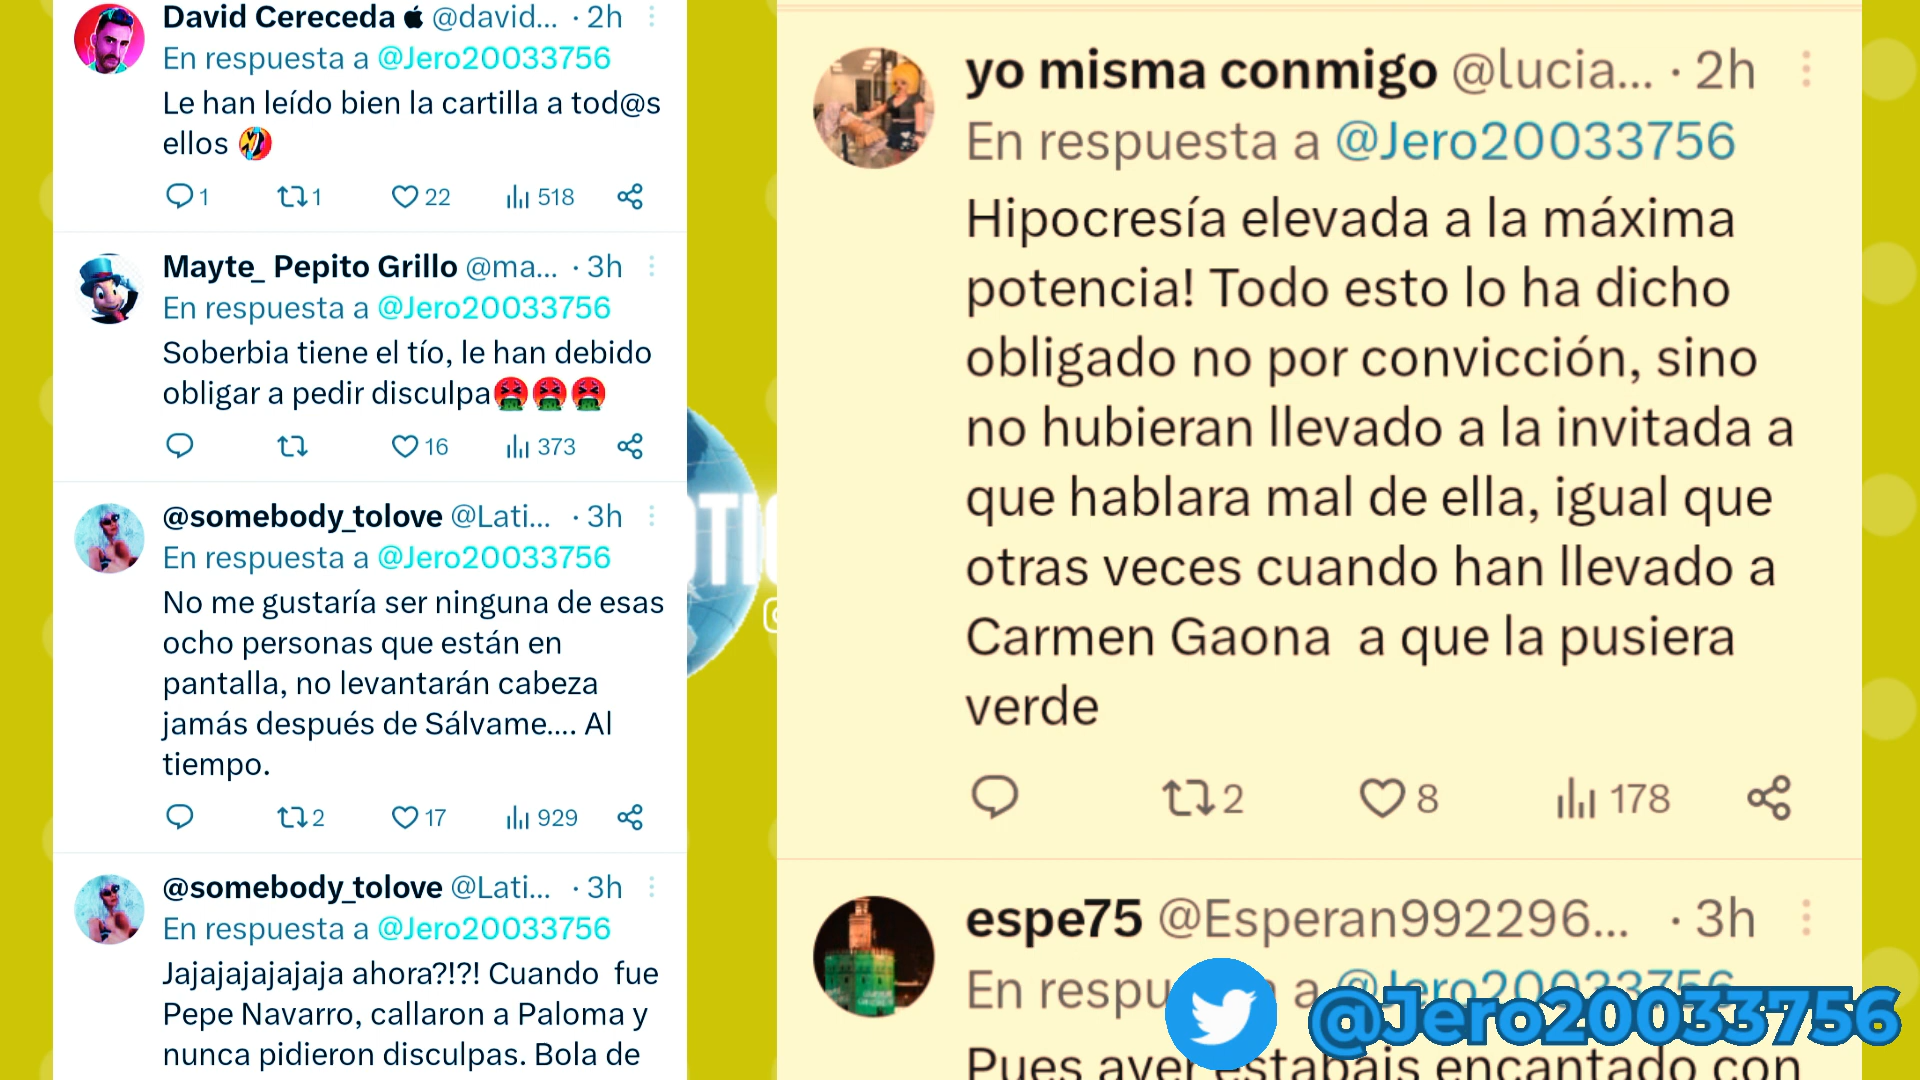 David Cereceda @david... · 2h
En respuesta a @Jero20033756
Le han leído bien la cartilla a tod@s
ellos 🤣
1 1 22 518
Mayte_ Pepito Grillo @ma... · 3h
En respuesta a @Jero20033756
Soberbia tiene el tío, le han debido
obligar a pedir disculpa🤮🤮🤮
16 373
@somebody_tolove @Lati... · 3h
En respuesta a @Jero20033756
No me gustaría ser ninguna de esas
ocho personas que están en
pantalla, no levantarán cabeza
jamás después de Sálvame.... Al
tiempo.
2 17 929
@somebody_tolove @Lati... · 3h
En respuesta a @Jero20033756
Jajajajajajaja ahora?!?! Cuando fue
Pepe Navarro, callaron a Paloma y
nunca pidieron disculpas. Bola de
yo misma conmigo @lucia... · 2h
En respuesta a @Jero20033756
Hipocresía elevada a la máxima
potencia! Todo esto lo ha dicho
obligado no por convicción, sino
no hubieran llevado a la invitada a
que hablara mal de ella, igual que
otras veces cuando han llevado a
Carmen Gaona a que la pusiera
verde
2 8 178
espe75 @Esperan992296... · 3h
En respu a @Jero20033756
Pues ayer estabais encantado con
@Jero20033756